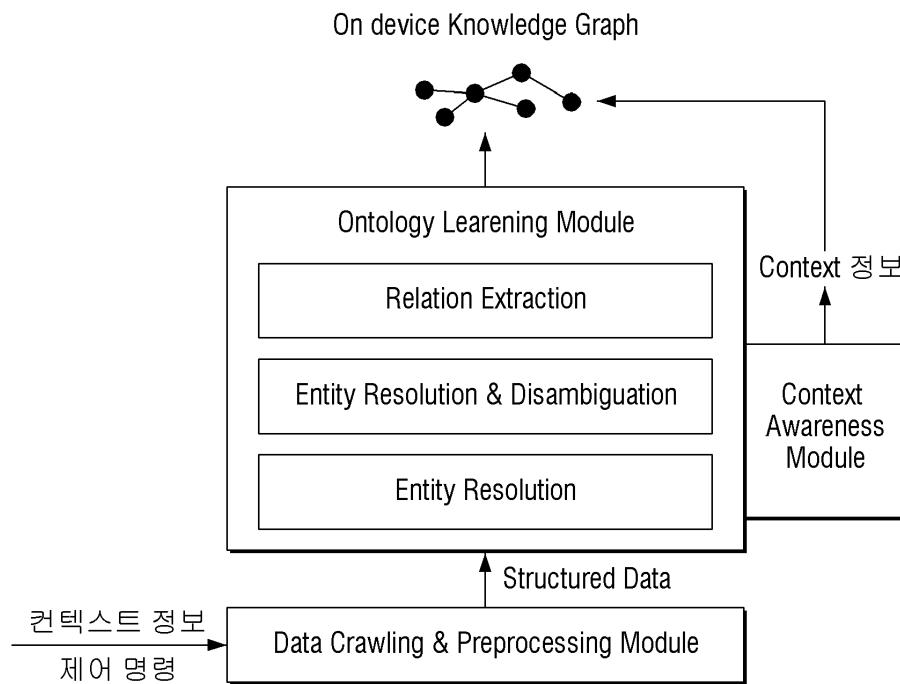 On device Knowledge Graph
Ontology Learening Module
Relation Extraction
Context 정보
Entity Resolution & Disambiguation
Context
Awareness
Module
Entity Resolution
Structured Data
컨텍스트 정보
제어 명령
Data Crawling & Preprocessing Module